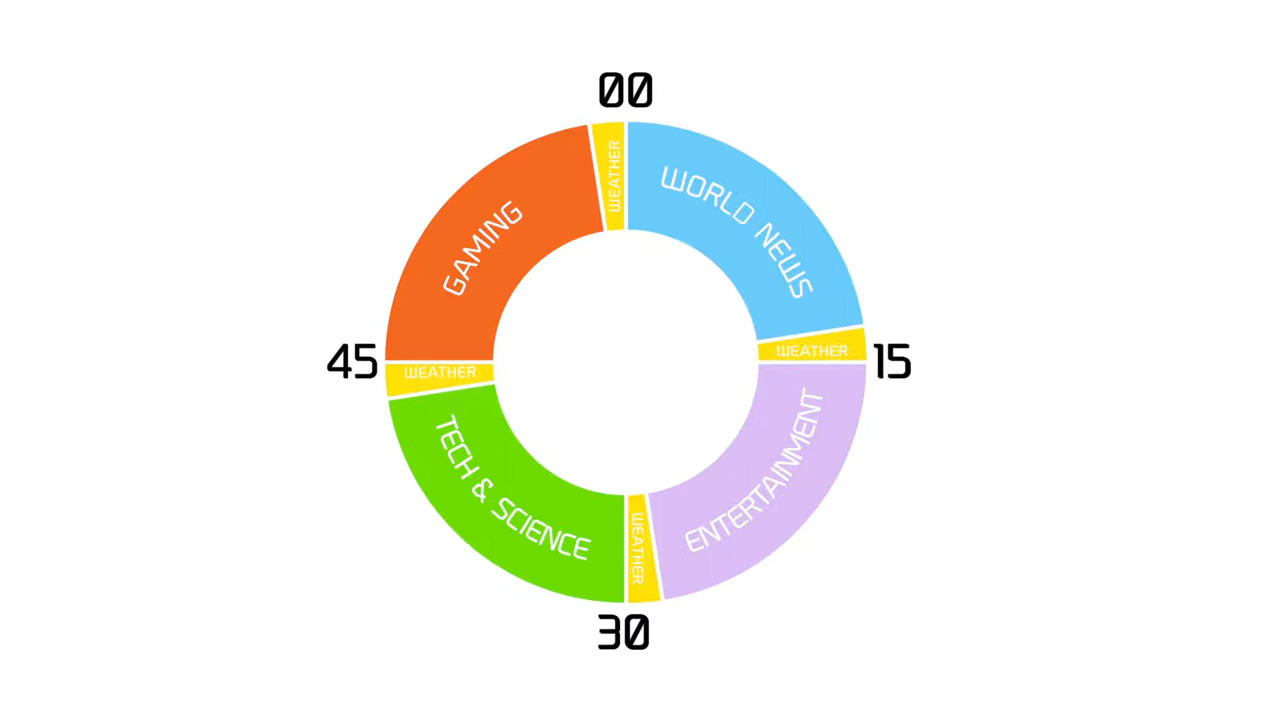 00
WEATHER
WORLD NEWS
GAMING
WEATHER
15
45
WEATHER
ENTERTAINMENT
TECH & SCIENCE
WEATHER
30